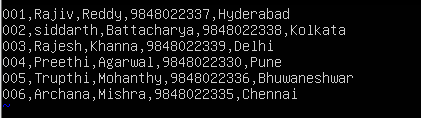 001,Rajiv,Reddy,9848022337,Hyderabad
002,siddarth,Battacharya,9848022338,Kolkata
003,Rajesh,Khanna,9848022339,Delhi
004,Preethi,Agarwal,9848022330,Pune
005,Trupthi,Mohanthy,9848022336,Bhuwaneshwar
006,Archana,Mishra,9848022335,Chennai
~